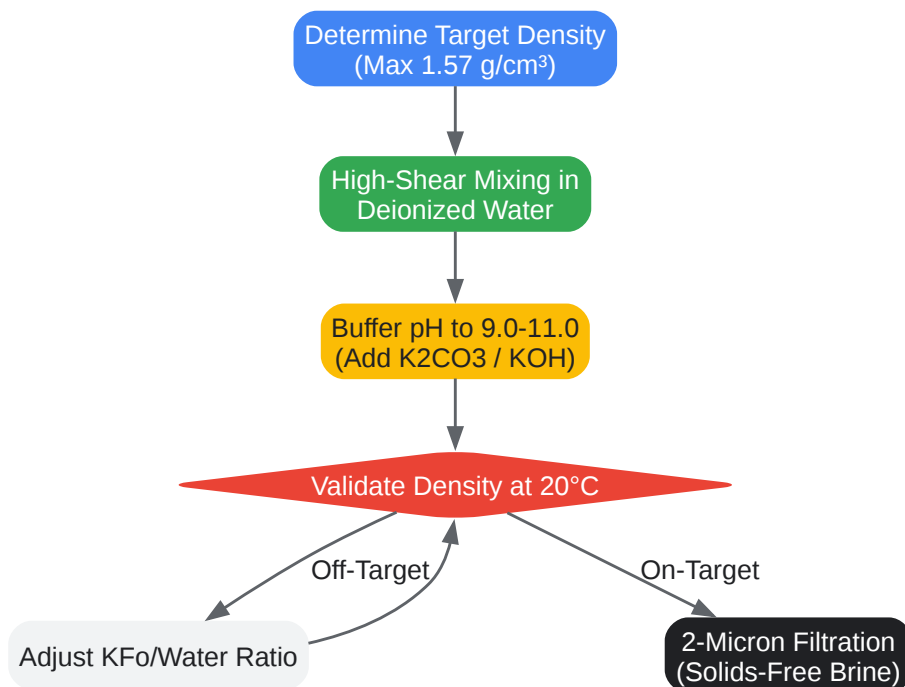 Determine Target Density
(Max 1.57 g/cm³)
High-Shear Mixing in
Deionized Water
Buffer pH to 9.0-11.0
(Add K2CO3 / KOH)
Validate Density at 20°C
Off-Target
On-Target
Adjust KFo/Water Ratio
2-Micron Filtration
(Solids-Free Brine)